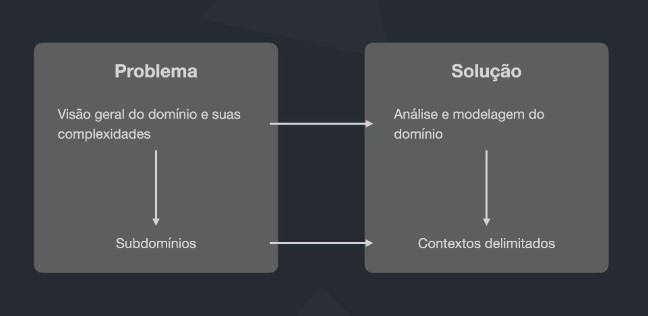 Problema
Visão geral do domínio e suas
complexidades
Subdomínios
Solução
Análise e modelagem do
domínio
Contextos delimitados